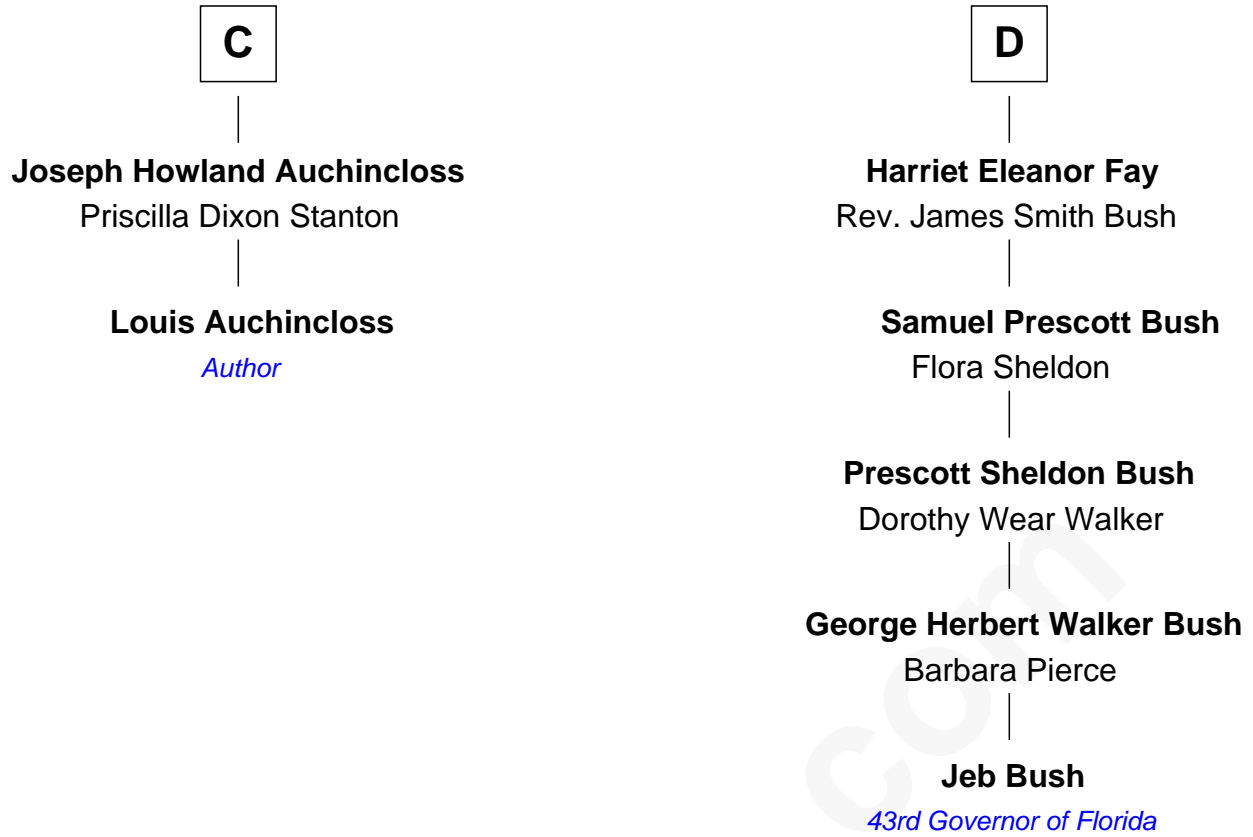 C
Joseph Howland Auchincloss
Priscilla Dixon Stanton
Louis Auchincloss
Author
D
Harriet Eleanor Fay
Rev. James Smith Bush
Samuel Prescott Bush
Flora Sheldon
Prescott Sheldon Bush
Dorothy Wear Walker
George Herbert Walker Bush
Barbara Pierce
Jeb Bush
43rd Governor of Florida
com